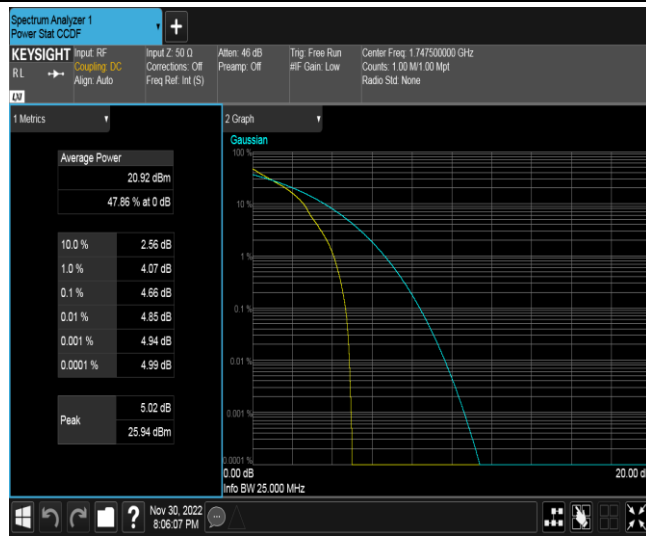 Spectrum Analyzer 1
Power Stat CCDF
+
KEYSIGHT
RL
LXI
Input: RF
Coupling: DC
Align: Auto
Input Z: 50 Ω
Corrections: Off
Freq Ref: Int (S)
Atten: 46 dB
Preamp: Off
Trig: Free Run
#IF Gain: Low
Center Freq: 1.747500000 GHz
Counts: 1.00 M/1.00 Mpt
Radio Std: None
1 Metrics
Average Power
20.92 dBm
47.86 % at 0 dB
10.0 % 2.56 dB
1.0 % 4.07 dB
0.1 % 4.66 dB
0.01 % 4.85 dB
0.001 % 4.94 dB
0.0001 % 4.99 dB
Peak
5.02 dB
25.94 dBm
2 Graph
Gaussian
100 %
10 %
1 %
0.1 %
0.01 %
0.001 %
0.0001 %
0.00 dB
20.00 d
Info BW 25.000 MHz
?
Nov 30, 2022
8:06:07 PM